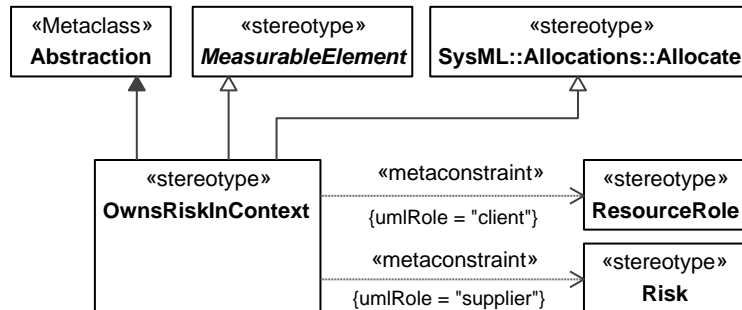 «Metaclass»
Abstraction
«stereotype»
MeasurableElement
«stereotype»
SysML::Allocations::Allocate
«stereotype»
OwnsRiskInContext
«metaconstraint»
{umlRole = "client"}
«stereotype»
ResourceRole
«metaconstraint»
{umlRole = "supplier"}
«stereotype»
Risk